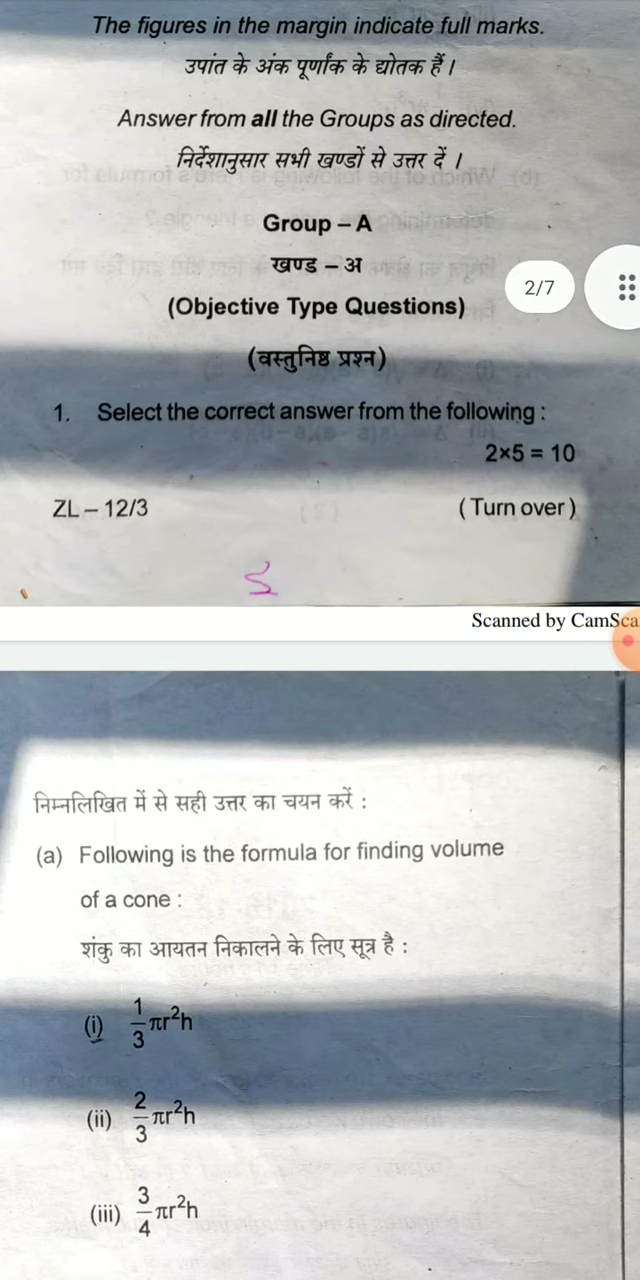 The figures in the margin indicate full marks.
उपांत के अंक पूर्णांक के द्योतक हैं।
Answer from all the Groups as directed.
निर्देशानुसार सभी खण्डों से उत्तर दें ।
Group – A
खण्ड – अ
2/7
(Objective Type Questions)
(वस्तुनिष्ठ प्रश्न)
1. Select the correct answer from the following :
2×5 = 10
ZL – 12/3 (Turn over)
Scanned by CamSca
निम्नलिखित में से सही उत्तर का चयन करें :
(a) Following is the formula for finding volume
of a cone :
शंकु का आयतन निकालने के लिए सूत्र है :
(i) 1/3 πr²h
(ii) 2/3 πr²h
(iii) 3/4 πr²h